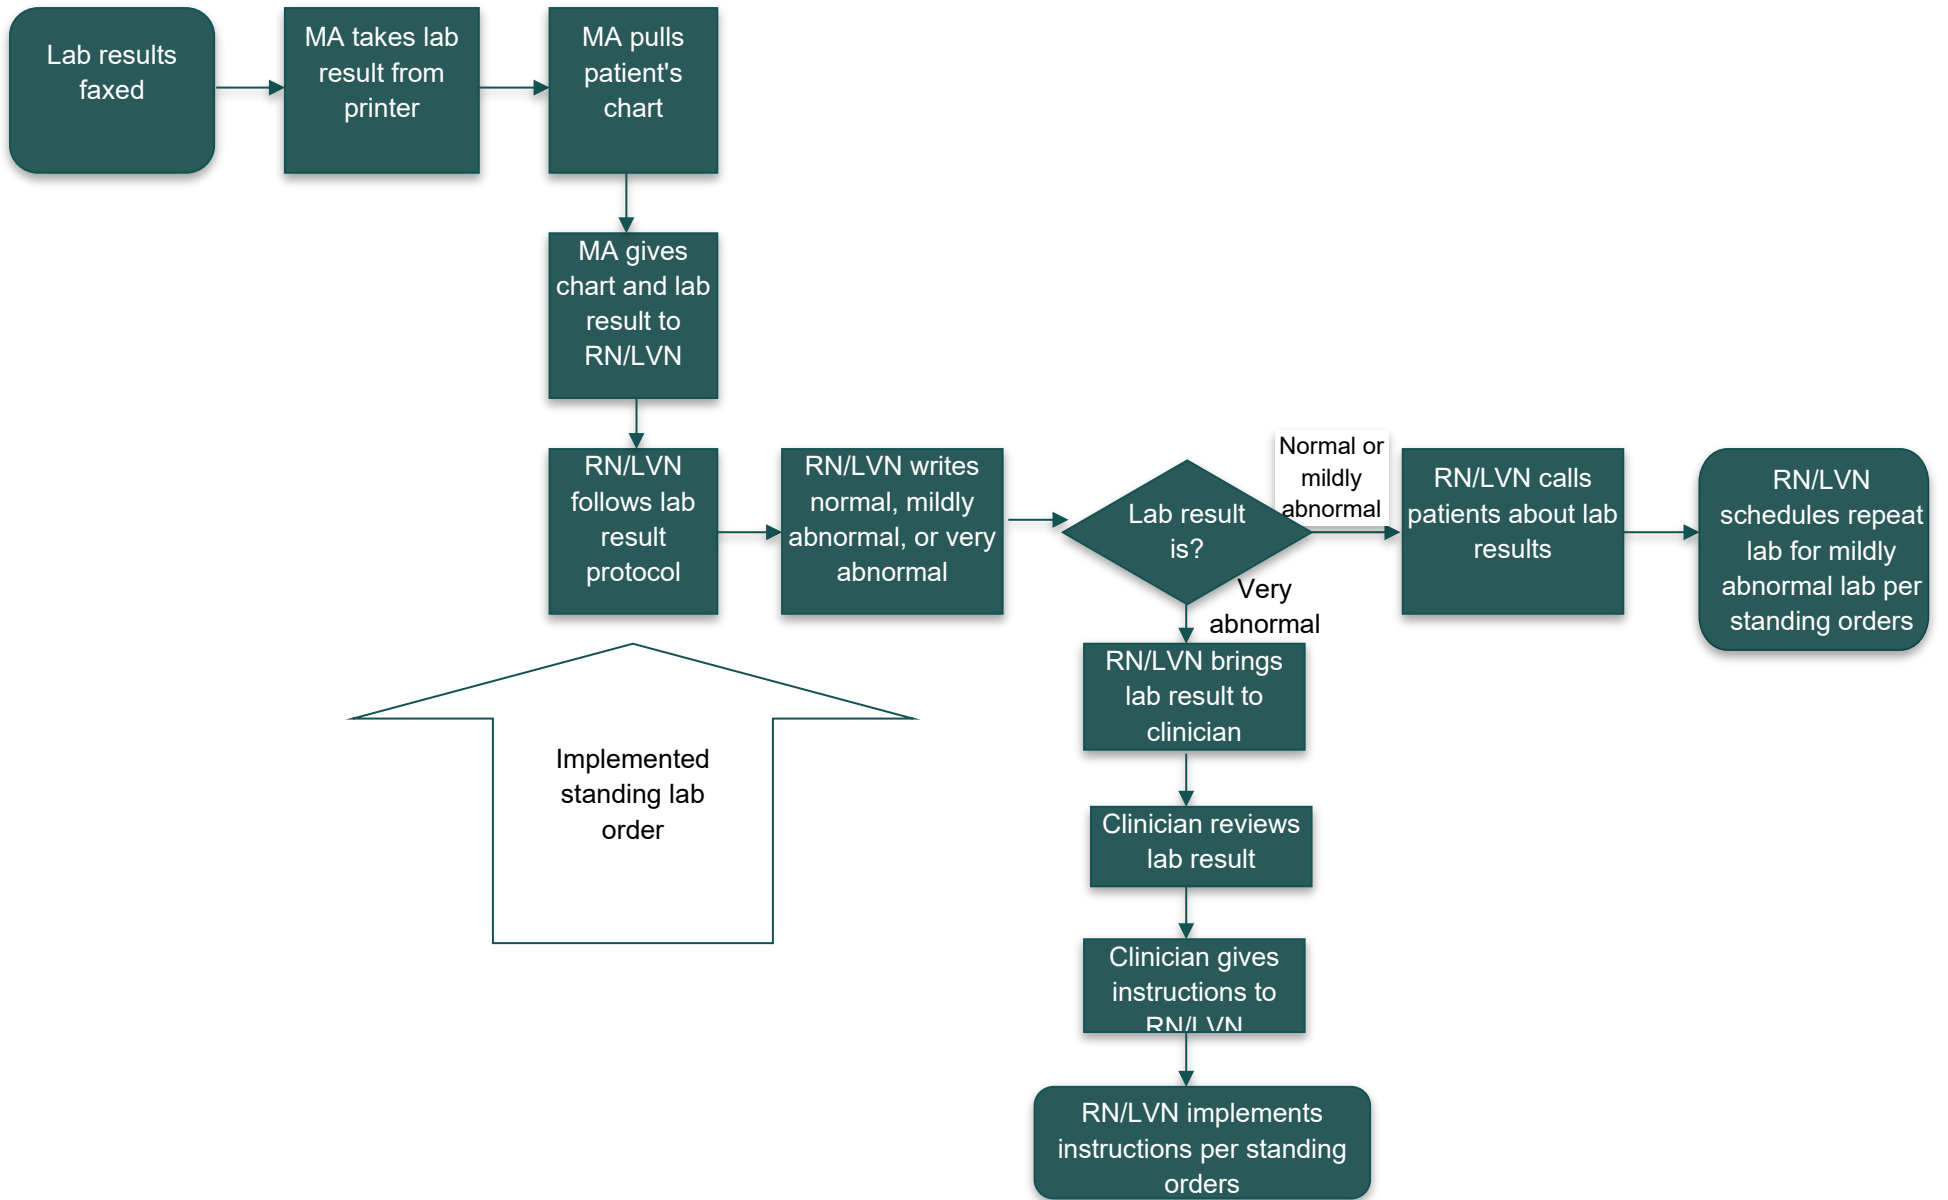 Lab results
faxed
MA takes lab
result from
printer
MA pulls
patient's
chart
MA gives
chart and lab
result to
RN/LVN
RN/LVN
follows lab
result
protocol
RN/LVN writes
normal, mildly
abnormal, or very
abnormal
Lab result
is?
Normal or
mildly
abnormal
RN/LVN calls
patients about lab
results
RN/LVN
schedules repeat
lab for mildly
abnormal lab per
standing orders
Very
abnormal
RN/LVN brings
lab result to
clinician
Clinician reviews
lab result
Clinician gives
instructions to
RN/LVN
RN/LVN implements
instructions per standing
orders
Implemented
standing lab
order